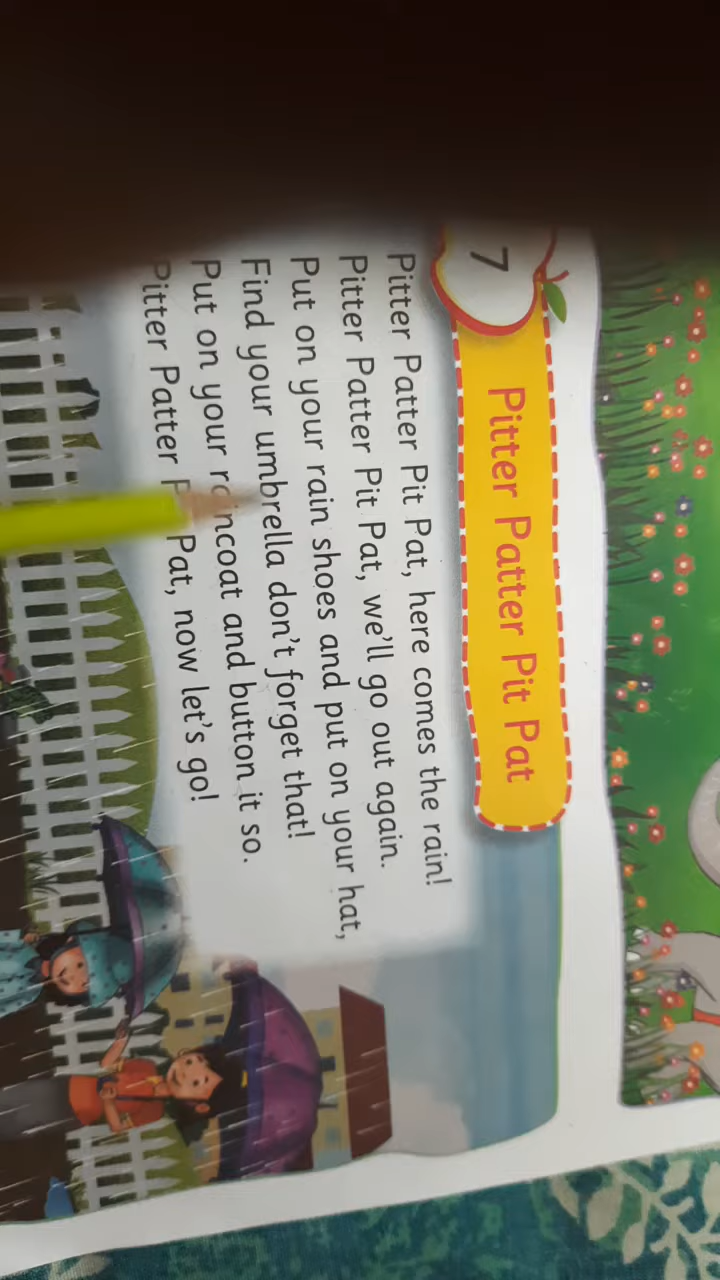 7
Pitter Patter Pit Pat
Pitter Patter Pit Pat, here comes the rain!
Pitter Patter Pit Pat, we'll go out again.
Put on your rain shoes and put on your hat,
Find your umbrella don't forget that!
Put on your raincoat and button it so.
Pitter Patter Pat, now let's go!